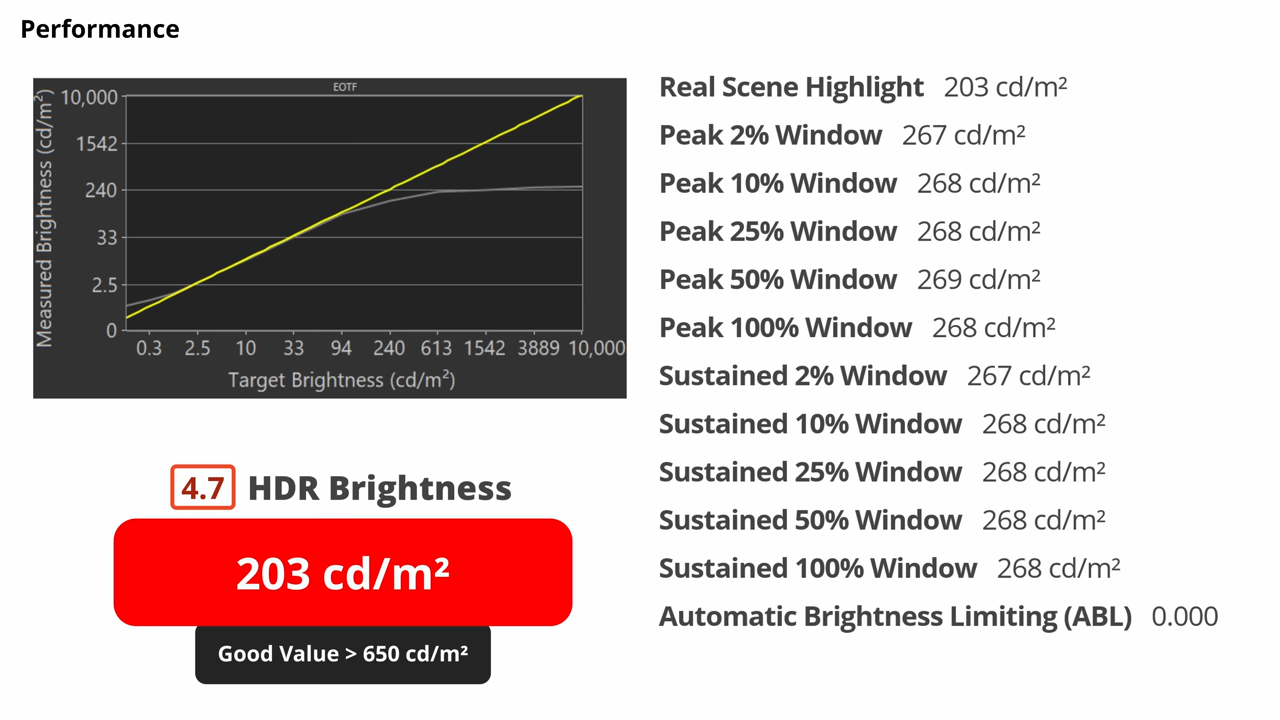 Performance
EOTF
Measured Brightness (cd/m²)
10,000
1542
240
33
2.5
0
0.3 2.5 10 33 94 240 613 1542 3889 10,000
Target Brightness (cd/m²)
4.7 HDR Brightness
203 cd/m²
Good Value > 650 cd/m²
Real Scene Highlight 203 cd/m²
Peak 2% Window 267 cd/m²
Peak 10% Window 268 cd/m²
Peak 25% Window 268 cd/m²
Peak 50% Window 269 cd/m²
Peak 100% Window 268 cd/m²
Sustained 2% Window 267 cd/m²
Sustained 10% Window 268 cd/m²
Sustained 25% Window 268 cd/m²
Sustained 50% Window 268 cd/m²
Sustained 100% Window 268 cd/m²
Automatic Brightness Limiting (ABL) 0.000